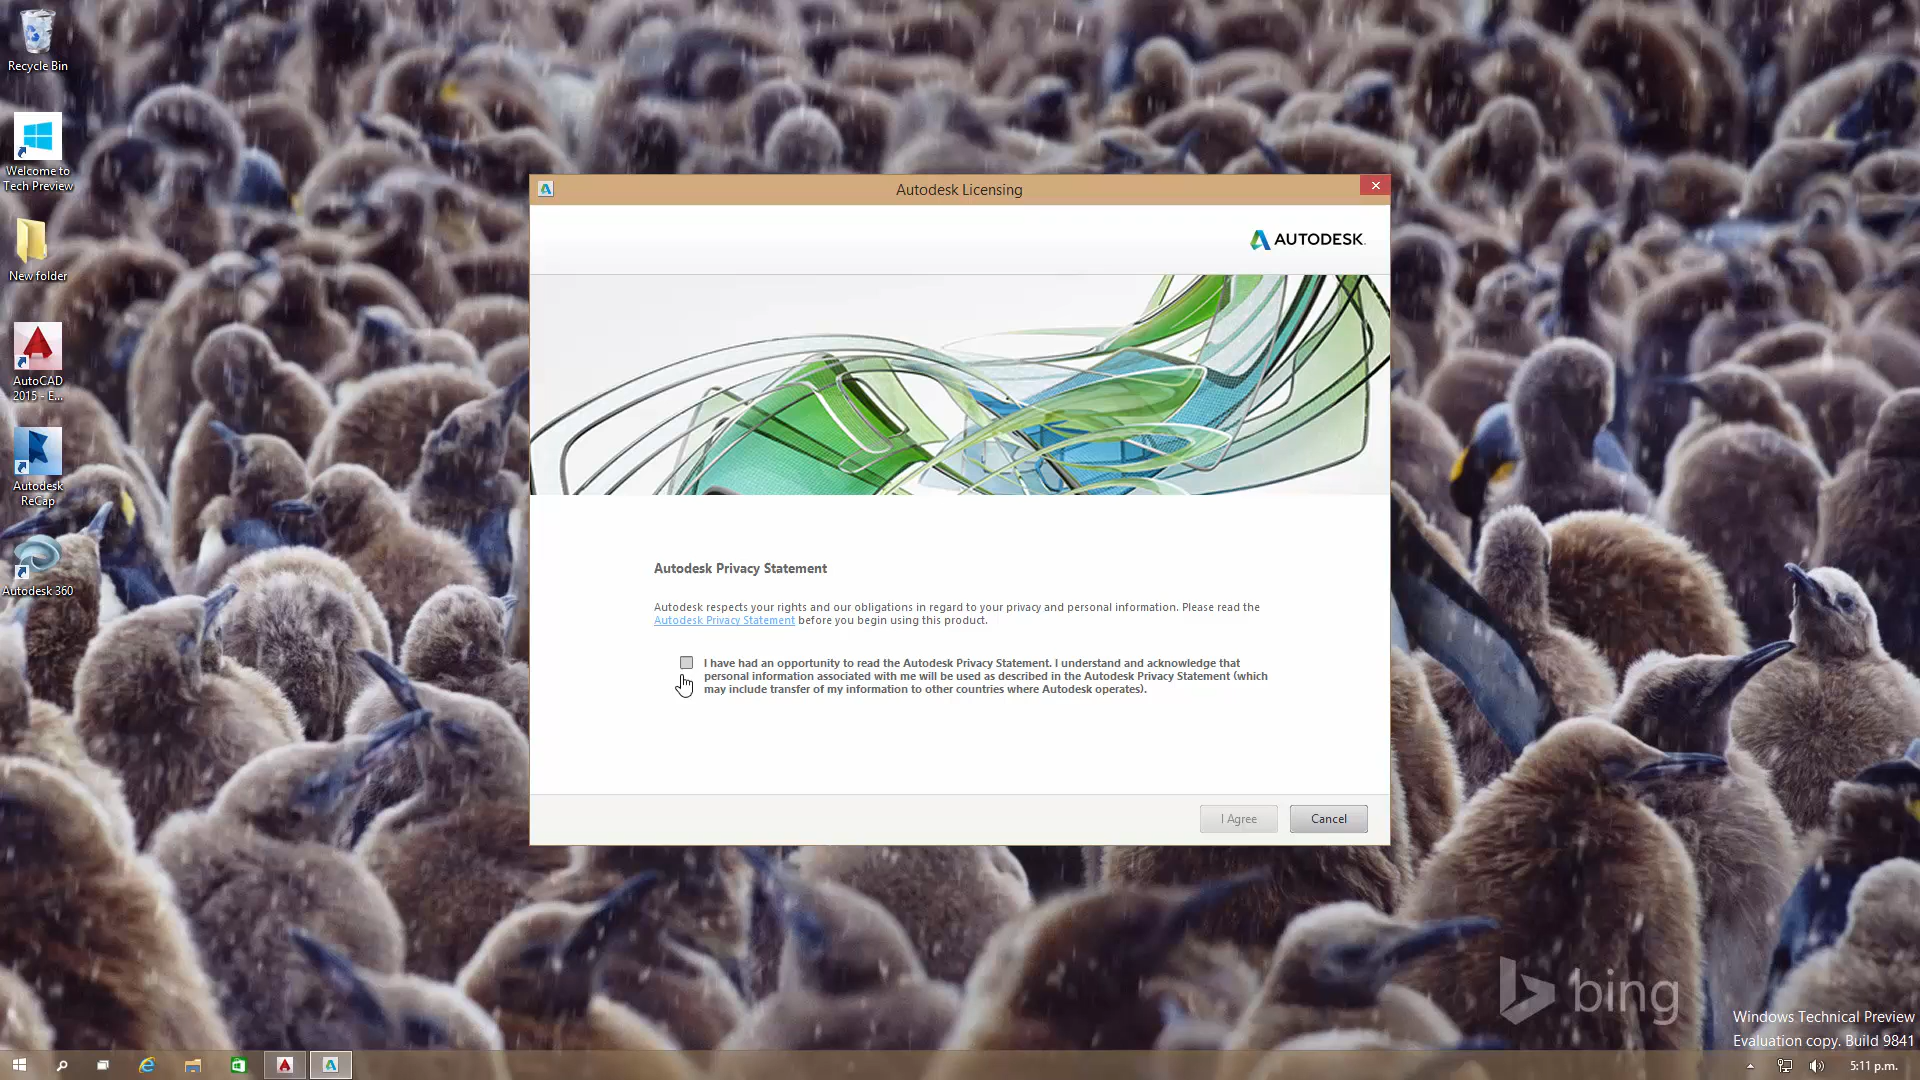 Recycle Bin
Welcome to
Tech Preview
New folder
AutoCAD
2015 - E...
Autodesk
ReCap
Autodesk 360
Autodesk Licensing
AUTODESK.
Autodesk Privacy Statement
Autodesk respects your rights and our obligations in regard to your privacy and personal information. Please read the
Autodesk Privacy Statement before you begin using this product.
I have had an opportunity to read the Autodesk Privacy Statement. I understand and acknowledge that
personal information associated with me will be used as described in the Autodesk Privacy Statement (which
may include transfer of my information to other countries where Autodesk operates).
I Agree
Cancel
bing
Windows Technical Preview
Evaluation copy. Build 9841
5:11 p.m.